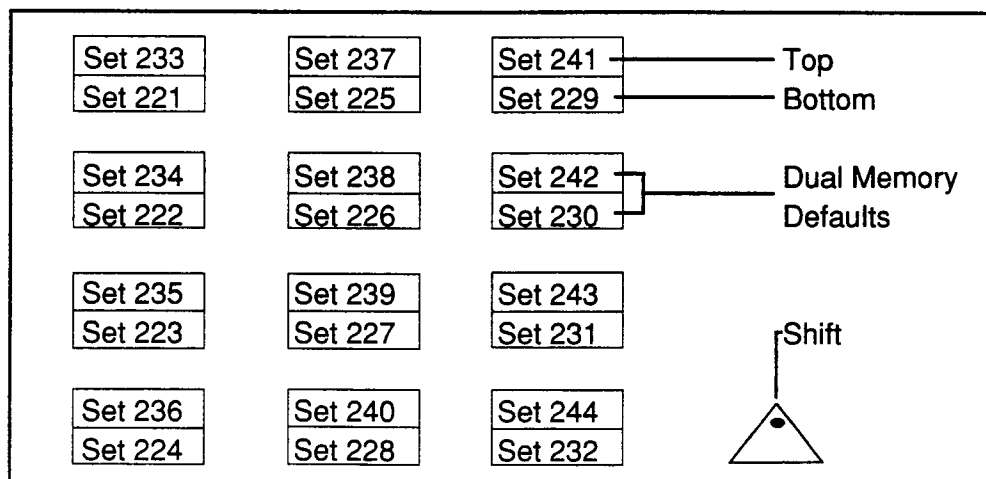 Set 233 Set 237 Set 241 Top
Set 221 Set 225 Set 229 Bottom
Set 234 Set 238 Set 242 Dual Memory
Set 222 Set 226 Set 230 Defaults
Set 235 Set 239 Set 243
Set 223 Set 227 Set 231 Shift
Set 236 Set 240 Set 244
Set 224 Set 228 Set 232